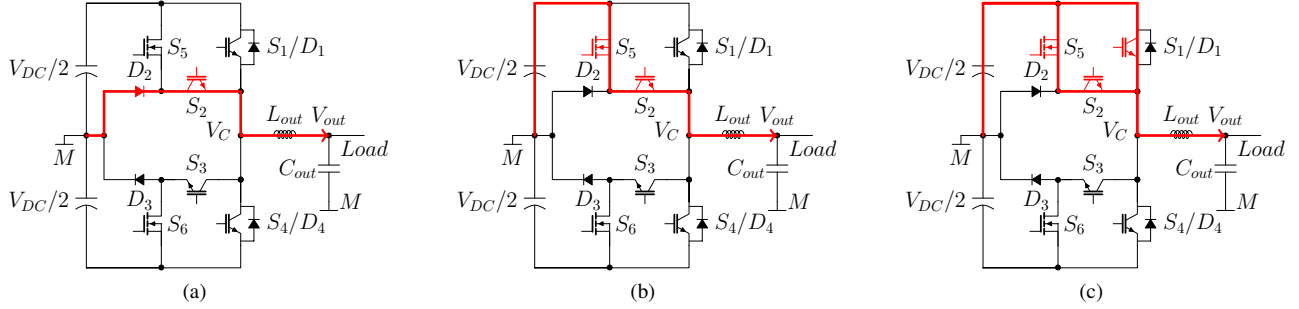 V_{DC}/2
S_5
S_1/D_1
D_2
S_2
L_{out}
V_{out}
V_C
M
Load
S_3
C_{out}
V_{DC}/2
D_3
M
S_6
S_4/D_4
(a)
V_{DC}/2
S_5
S_1/D_1
D_2
S_2
L_{out}
V_{out}
V_C
M
Load
S_3
C_{out}
V_{DC}/2
D_3
M
S_6
S_4/D_4
(b)
V_{DC}/2
S_5
S_1/D_1
D_2
S_2
L_{out}
V_{out}
V_C
M
Load
S_3
C_{out}
V_{DC}/2
D_3
M
S_6
S_4/D_4
(c)